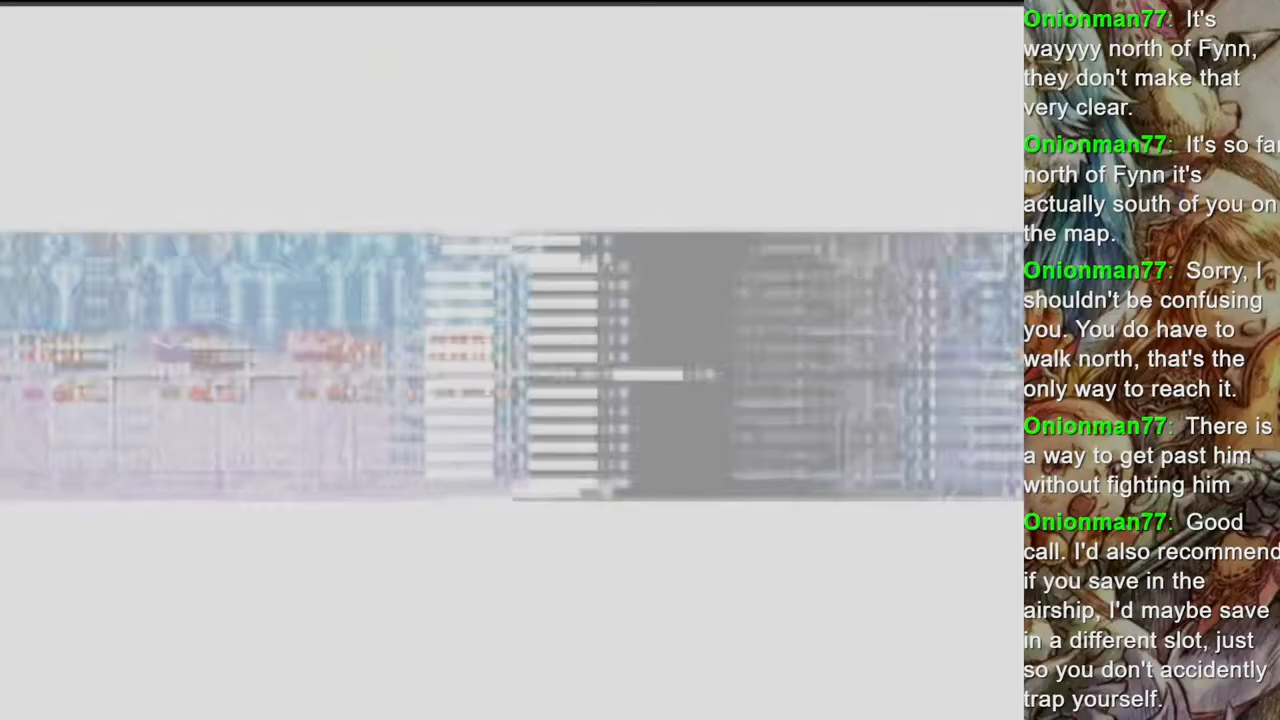 Onionman77: It's
wayyyy north of Fynn,
they don't make that
very clear.
Onionman77: It's so far
north of Fynn it's
actually south of you on
the map.
Onionman77: Sorry, I
shouldn't be confusing
you. You do have to
walk north, that's the
only way to reach it.
Onionman77: There is
a way to get past him
without fighting him
Onionman77: Good
call. I'd also recommend
if you save in the
airship, I'd maybe save
in a different slot, just
so you don't accidently
trap yourself.